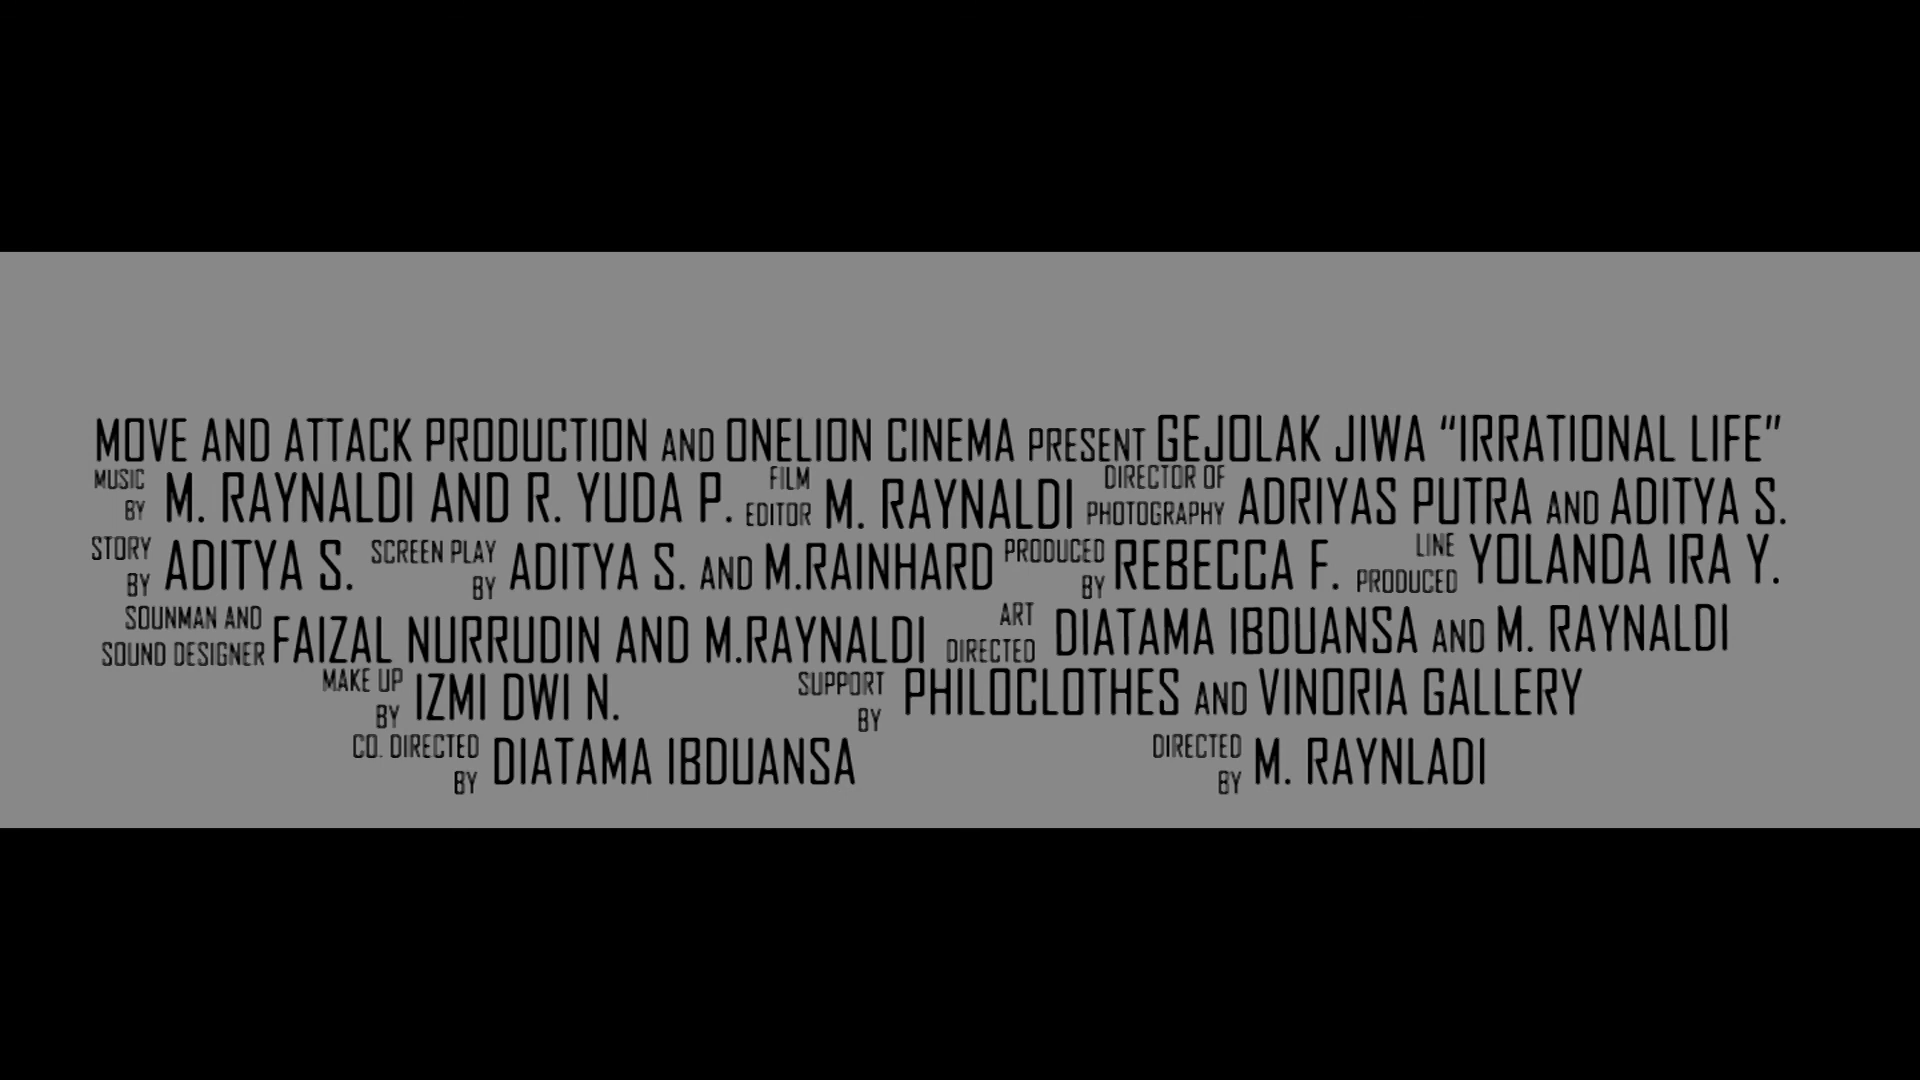 MOVE AND ATTACK PRODUCTION AND ONELION CINEMA PRESENT GEJOLAK JIWA “IRRATIONAL LIFE”
MUSIC BY M. RAYNALDI AND R. YUDA P. FILM EDITOR M. RAYNALDI DIRECTOR OF PHOTOGRAPHY ADRIYAS PUTRA AND ADITYA S.
STORY BY ADITYA S. SCREEN PLAY BY ADITYA S. AND M.RAINHARD PRODUCED BY REBECCA F. LINE PRODUCED YOLANDA IRA Y.
SOUNMAN AND SOUND DESIGNER FAIZAL NURRUDIN AND M.RAYNALDI ART DIRECTED DIATAMA IBDUANSA AND M. RAYNALDI
MAKE UP BY IZMI DWI N. SUPPORT BY PHILOCLOTHES AND VINORIA GALLERY
CO. DIRECTED BY DIATAMA IBDUANSA DIRECTED BY M. RAYNLADI